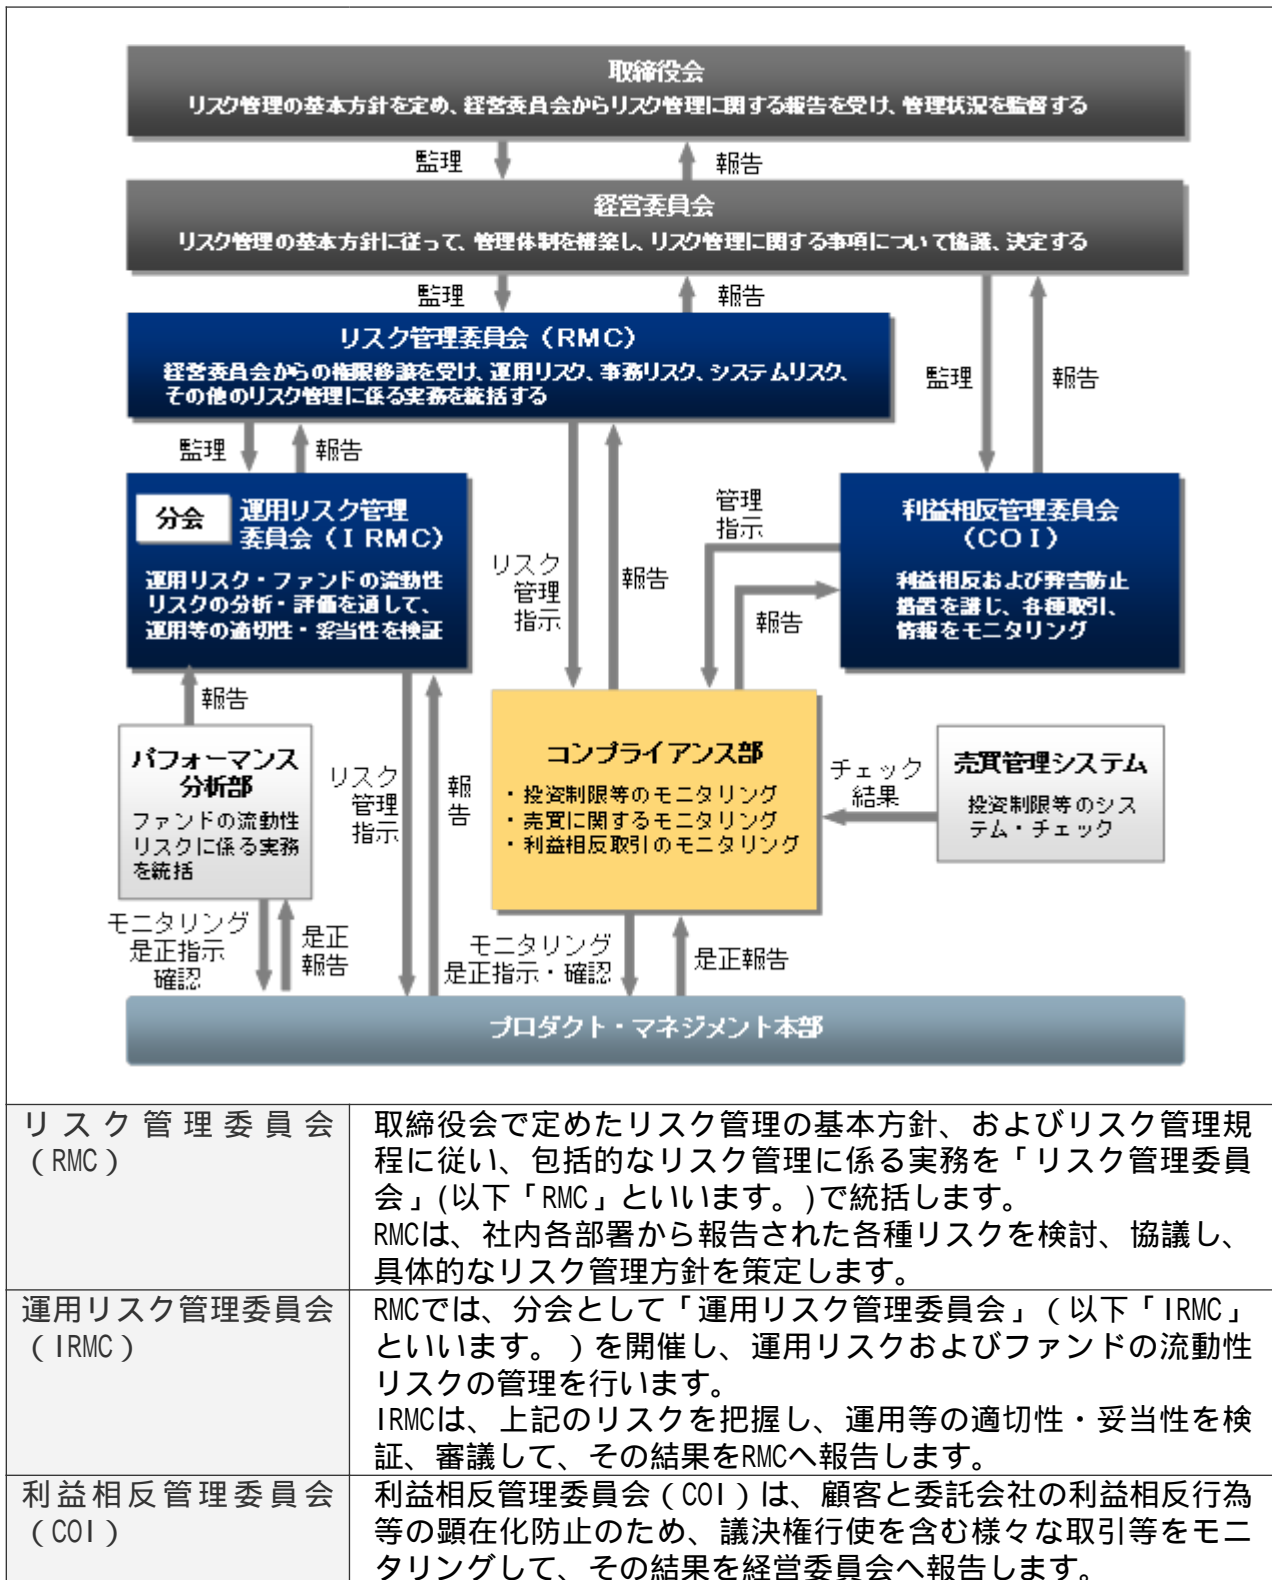 取締役会
リスク管理の基本方針を定め、経営委員会からリスク管理に関する報告を受け、管理状況を監督する
監理
報告
経営委員会
リスク管理の基本方針に従って、管理体制を構築し、リスク管理に関する事項について協議、決定する
監理
報告
リスク管理委員会（RMC）
経営委員会からの権限移譲を受け、運用リスク、事務リスク、システムリスク、
その他のリスク管理に係る実務を統括する
監理
報告
監理
報告
分会
運用リスク管理
委員会（IRMC）
運用リスク・ファンドの流動性
リスクの分析・評価を通して、
運用等の適切性・妥当性を検証
リスク
管理
指示
報告
管理
指示
報告
利益相反管理委員会
（COI）
利益相反および弊害防止
措置を講じ、各種取引、
情報をモニタリング
報告
パフォーマンス
分析部
ファンドの流動性
リスクに係る実務
を統括
リスク
管理
指示
報
告
コンプライアンス部
・投資制限等のモニタリング
・売買に関するモニタリング
・利益相反取引のモニタリング
チェック
結果
売買管理システム
投資制限等のシス
テム・チェック
モニタリング
是正指示
確認
是正
報告
モニタリング
是正指示・確認
是正報告
プロダクト・マネジメント本部
リスク管理委員会
（RMC）
取締役会で定めたリスク管理の基本方針、およびリスク管理規
程に従い、包括的なリスク管理に係る実務を「リスク管理委員
会」(以下「RMC」といいます。)で統括します。
RMCは、社内各部署から報告された各種リスクを検討、協議し、
具体的なリスク管理方針を策定します。
運用リスク管理委員会
（IRMC）
RMCでは、分会として「運用リスク管理委員会」（以下「IRMC」
といいます。）を開催し、運用リスクおよびファンドの流動性
リスクの管理を行います。
IRMCは、上記のリスクを把握し、運用等の適切性・妥当性を検
証、審議して、その結果をRMCへ報告します。
利益相反管理委員会
（COI）
利益相反管理委員会（COI）は、顧客と委託会社の利益相反行為
等の顕在化防止のため、議決権行使を含む様々な取引等をモニ
タリングして、その結果を経営委員会へ報告します。